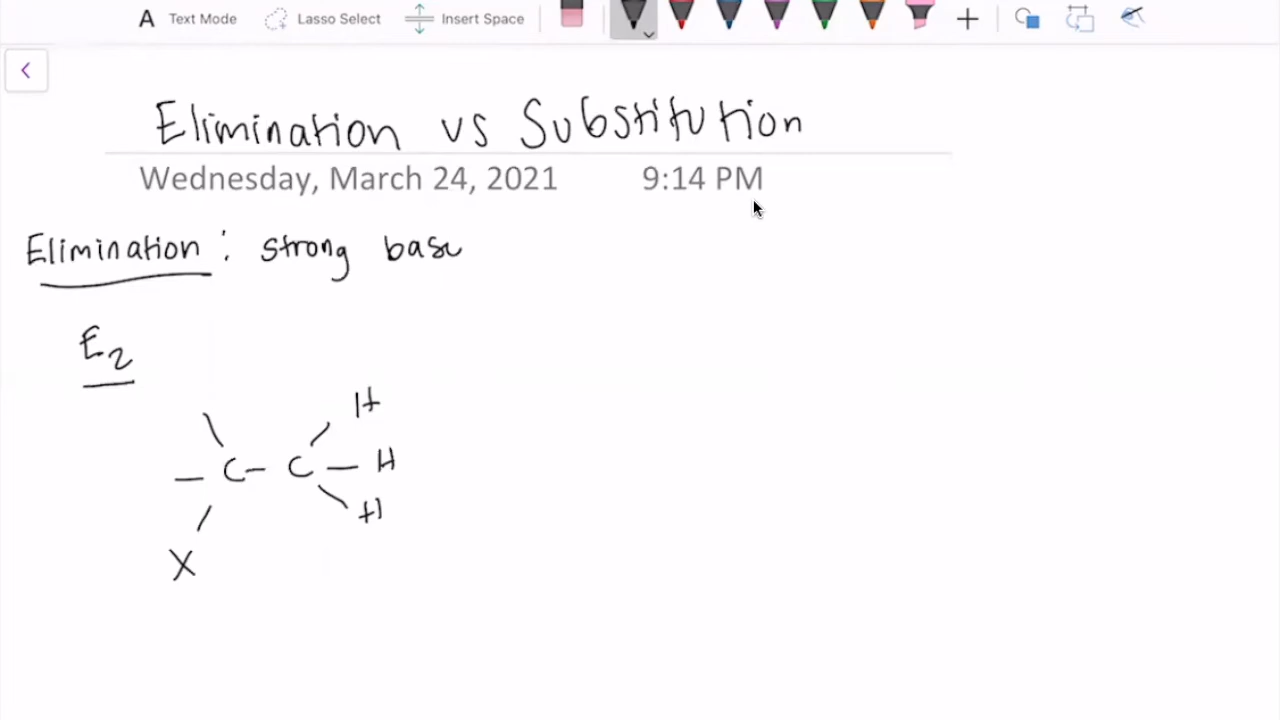 A Text Mode Lasso Select Insert Space
Elimination vs Substitution
Wednesday, March 24, 2021 9:14 PM
Elimination : strong base
E2
H
C - C - H
H
X